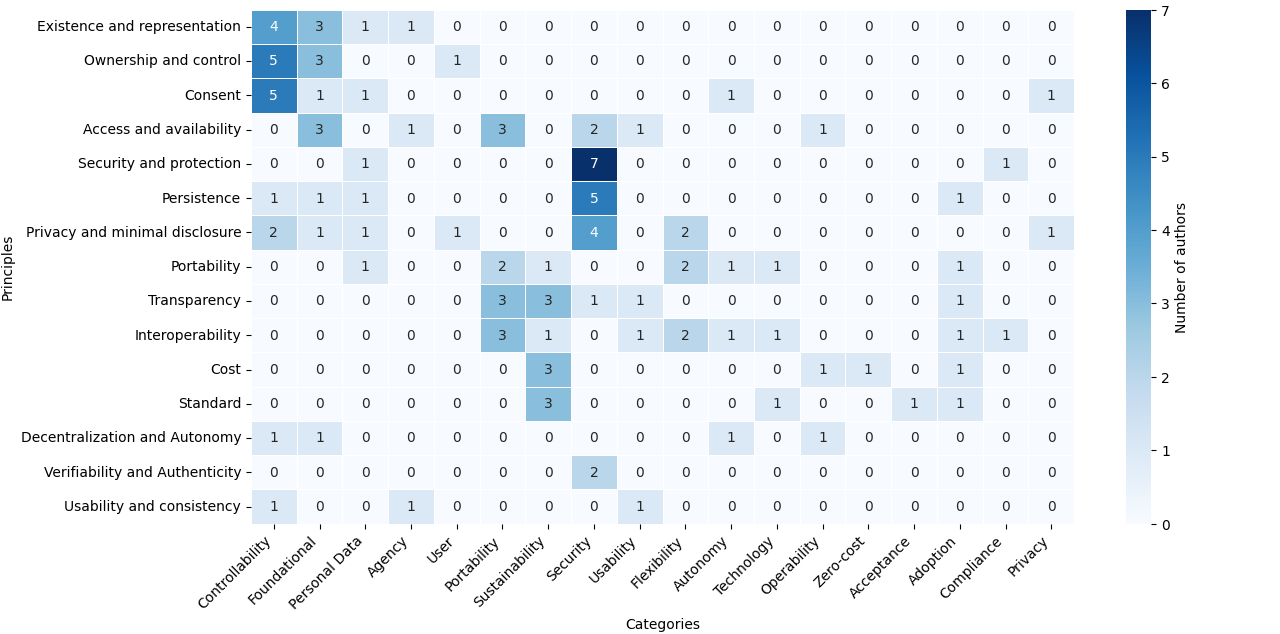 Existence and representation 4 3 1 1 0 0 0 0 0 0 0 0 0 0 0 0 0 0
Ownership and control 5 3 0 0 1 0 0 0 0 0 0 0 0 0 0 0 0 0
Consent 5 1 1 0 0 0 0 0 0 0 1 0 0 0 0 0 0 1
Access and availability 0 3 0 1 0 3 0 2 1 0 0 0 1 0 0 0 0 0
Security and protection 0 0 1 0 0 0 0 7 0 0 0 0 0 0 0 0 1 0
Persistence 1 1 1 0 0 0 0 5 0 0 0 0 0 0 0 1 0 0
Privacy and minimal disclosure 2 1 1 0 1 0 0 4 0 2 0 0 0 0 0 0 0 1
Portability 0 0 1 0 0 2 1 0 0 2 1 1 0 0 0 1 0 0
Transparency 0 0 0 0 0 3 3 1 1 0 0 0 0 0 0 1 0 0
Interoperability 0 0 0 0 0 3 1 0 1 2 1 1 0 0 0 1 1 0
Cost 0 0 0 0 0 0 3 0 0 0 0 0 1 1 0 1 0 0
Standard 0 0 0 0 0 0 3 0 0 0 0 1 0 0 1 1 0 0
Decentralization and Autonomy 1 1 0 0 0 0 0 0 0 0 1 0 1 0 0 0 0 0
Verifiability and Authenticity 0 0 0 0 0 0 0 2 0 0 0 0 0 0 0 0 0 0
Usability and consistency 1 0 0 1 0 0 0 0 1 0 0 0 0 0 0 0 0 0
Principles
Controllability
Foundational
Personal Data
Agency
User
Portability
Sustainability
Security
Usability
Flexibility
Autonomy
Technology
Operability
Zero-cost
Acceptance
Adoption
Compliance
Privacy
Categories
7
6
5
4
3
2
1
0
Number of authors